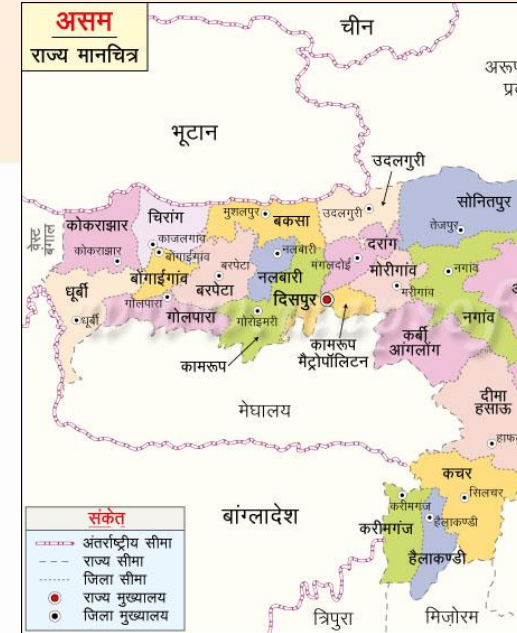 असम
राज्य मानचित्र
चीन
भूटान
उदलगुरी
सोनितपुर
वेस्ट
बंगाल
कोकराझार
चिरांग
मुशलपुर
बकसा
उदलगुरी
तेजपुर
काजलगांव
कोकराझार
बोंगाईगांव
बोंगाईगांव
बरपेटा
नलबारी
मंगलदोई
दरांग
मोरीगांव
नगांव
धूर्बी
धूर्बी
गोलपारा
बरपेटा
नलबारी
दिसपुर
मरीगांव
गोलपारा
गोरोइमरी
नगांव
कामरूप
कामरूप
मैट्रोपॉलिटन
कर्बी
आंगलोंग
मेघालय
दीमा
हसाऊ
कचर
सिलचर
बांग्लादेश
करीमगंज
करीमगंज
हैलाकण्डी
हैलाकण्डी
त्रिपुरा
मिज़ोरम
संकेत
अंतर्राष्ट्रीय सीमा
राज्य सीमा
जिला सीमा
राज्य मुख्यालय
जिला मुख्यालय